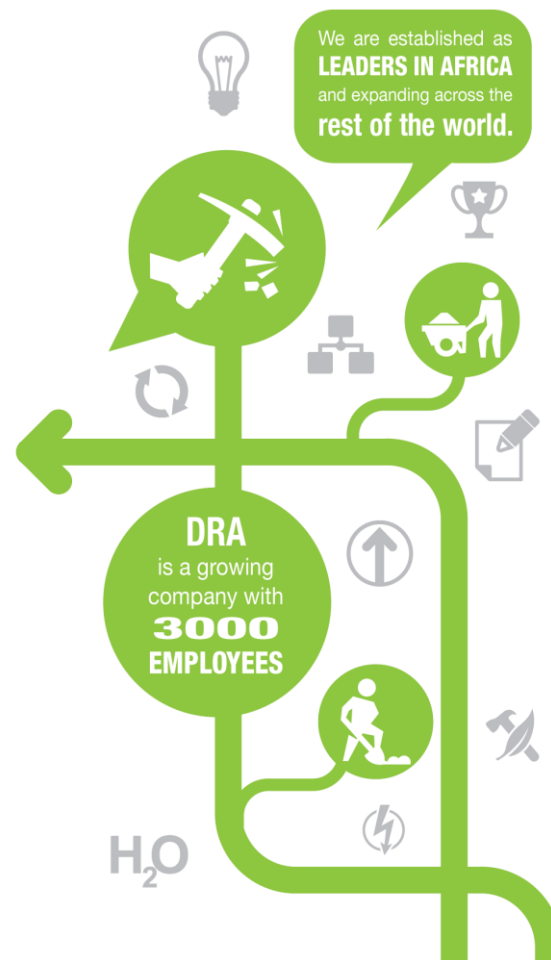 We are established as
LEADERS IN AFRICA
and expanding across the
rest of the world.
DRA
is a growing
company with
3000
EMPLOYEES
H₂O